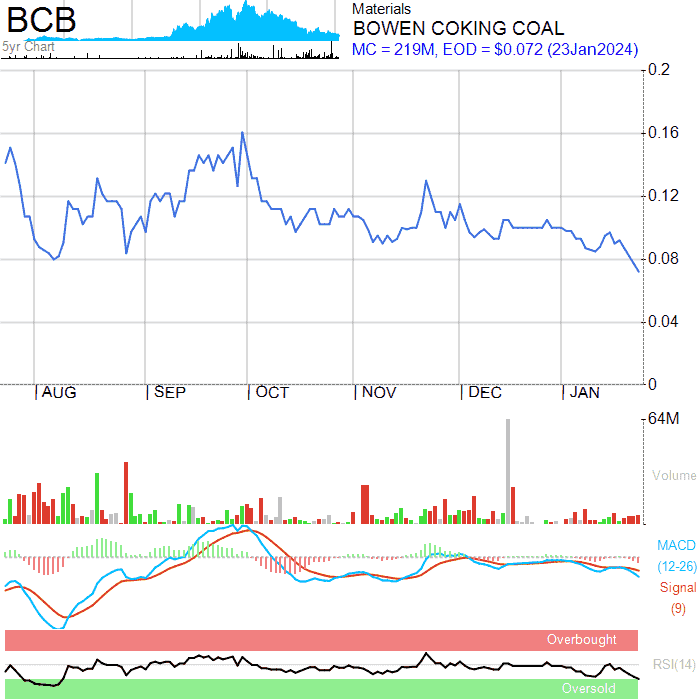 BCB
5yr Chart
Materials
BOWEN COKING COAL
MC = 219M, EOD = $0.072 (23Jan2024)
0.2
0.16
0.12
0.08
0.04
0
AUG SEP OCT NOV DEC JAN
64M
Volume
MACD
(12-26)
Signal
(9)
Overbought
RSI(14)
Oversold